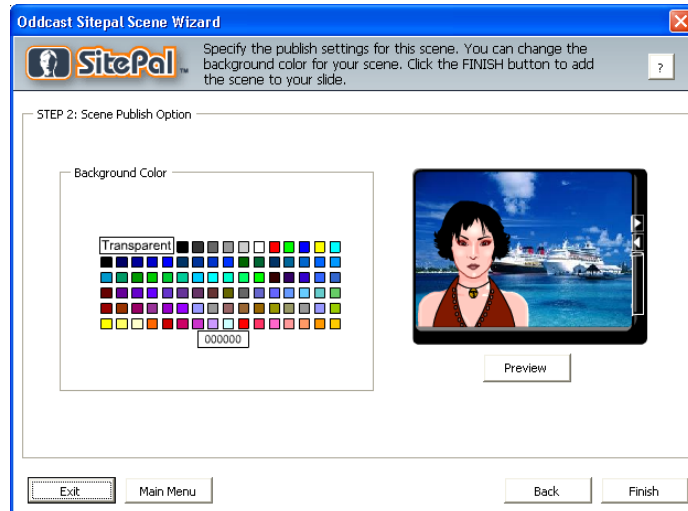 Oddcast Sitepal Scene Wizard
SitePal ™
Specify the publish settings for this scene. You can change the
background color for your scene. Click the FINISH button to add
the scene to your slide.
?
STEP 2: Scene Publish Option
Background Color
Transparent
000000
Preview
Exit
Main Menu
Back
Finish